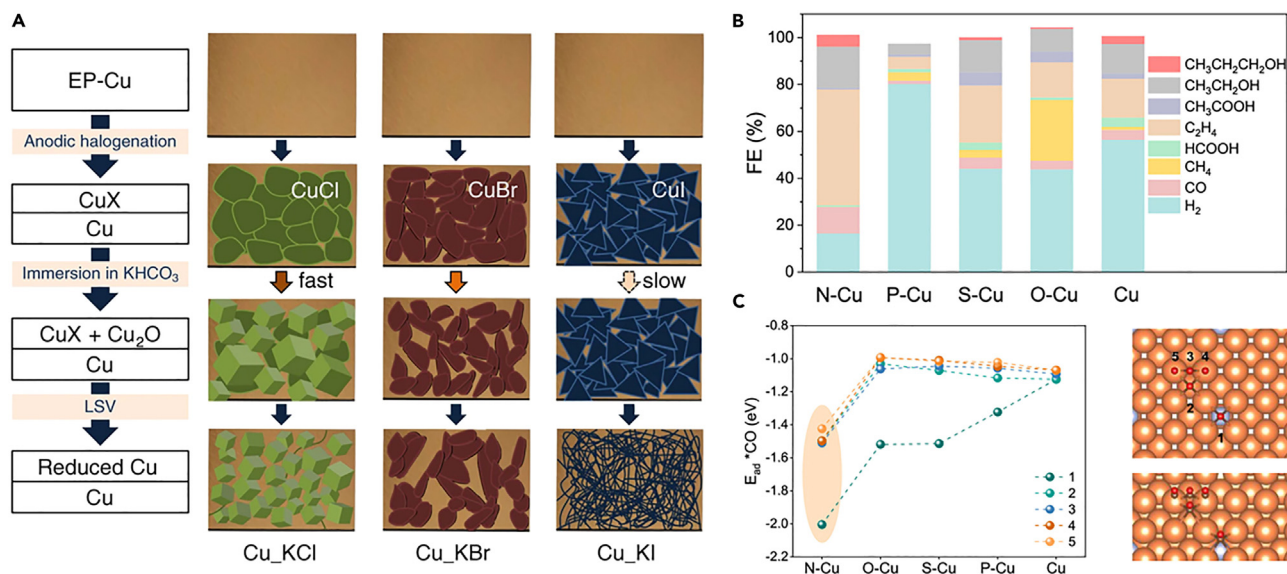 A
EP-Cu
Anodic halogenation
CuX
Cu
Immersion in KHCO₃
CuX + Cu₂O
Cu
LSV
Reduced Cu
Cu
CuCl
CuBr
CuI
fast
slow
Cu_KCl
Cu_KBr
Cu_KI
B
FE (%)
100
80
60
40
20
0
N-Cu P-Cu S-Cu O-Cu Cu
CH₃CH₂CH₂OH
CH₃CH₂OH
CH₃COOH
C₂H₄
HCOOH
CH₄
CO
H₂
C
E_ad *CO (eV)
-0.8
-1.0
-1.2
-1.4
-1.6
-1.8
-2.0
-2.2
N-Cu O-Cu S-Cu P-Cu Cu
1
2
3
4
5
5 3 4
2
1